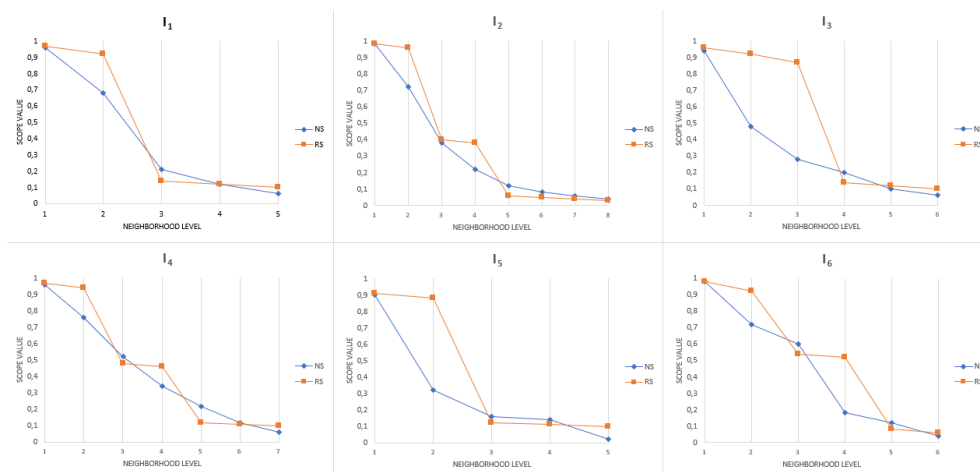 I₁
1
0,9
0,8
0,7
0,6
0,5
0,4
0,3
0,2
0,1
0
SCOPE VALUE
1 2 3 4 5
NEIGHBORHOOD LEVEL
NS
RS
I₂
1
0,9
0,8
0,7
0,6
0,5
0,4
0,3
0,2
0,1
0
SCOPE VALUE
1 2 3 4 5 6 7 8
NEIGHBORHOOD LEVEL
NS
RS
I₃
1
0,9
0,8
0,7
0,6
0,5
0,4
0,3
0,2
0,1
0
SCOPE VALUE
1 2 3 4 5 6
NEIGHBORHOOD LEVEL
NS
RS
I₄
1
0,9
0,8
0,7
0,6
0,5
0,4
0,3
0,2
0,1
0
SCOPE VALUE
1 2 3 4 5 6 7
NEIGHBORHOOD LEVEL
NS
RS
I₅
1
0,9
0,8
0,7
0,6
0,5
0,4
0,3
0,2
0,1
0
SCOPE VALUE
1 2 3 4 5
NEIGHBORHOOD LEVEL
NS
RS
I₆
1
0,9
0,8
0,7
0,6
0,5
0,4
0,3
0,2
0,1
0
SCOPE VALUE
1 2 3 4 5 6
NEIGHBORHOOD LEVEL
NS
RS